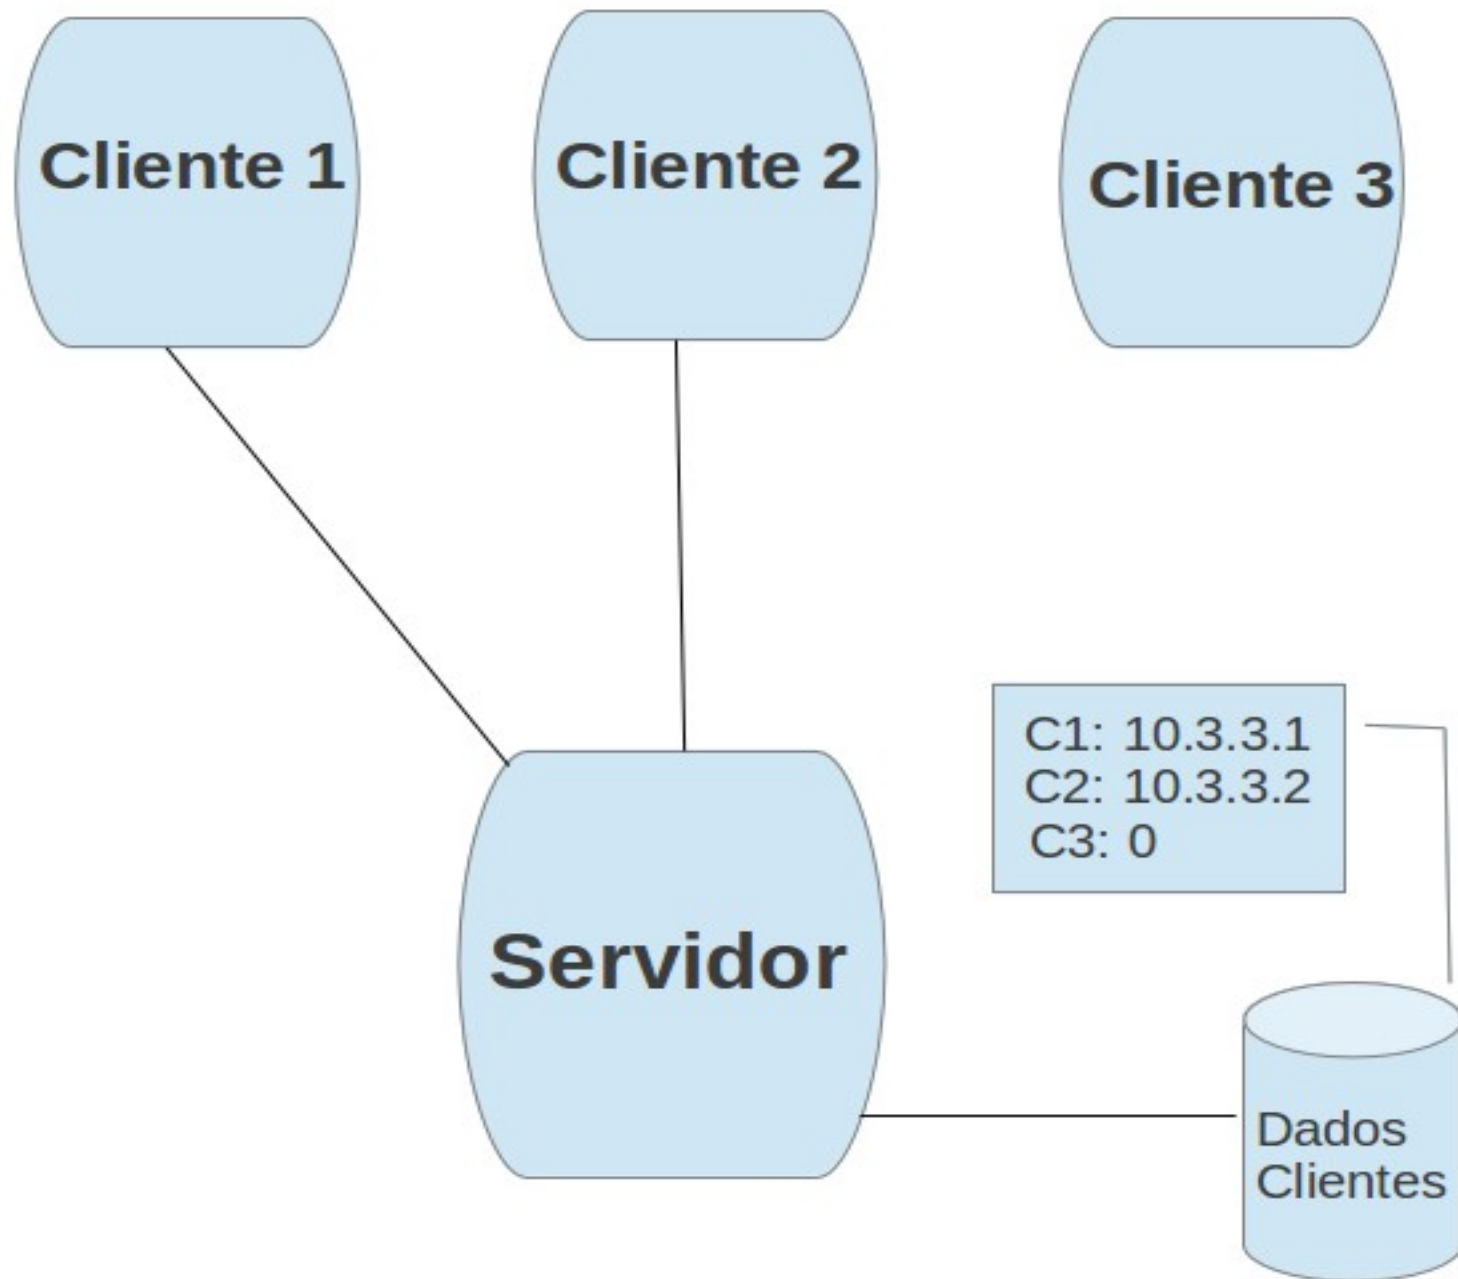 Cliente 1
Cliente 2
Cliente 3
C1: 10.3.3.1
C2: 10.3.3.2
C3: 0
Servidor
Dados
Clientes